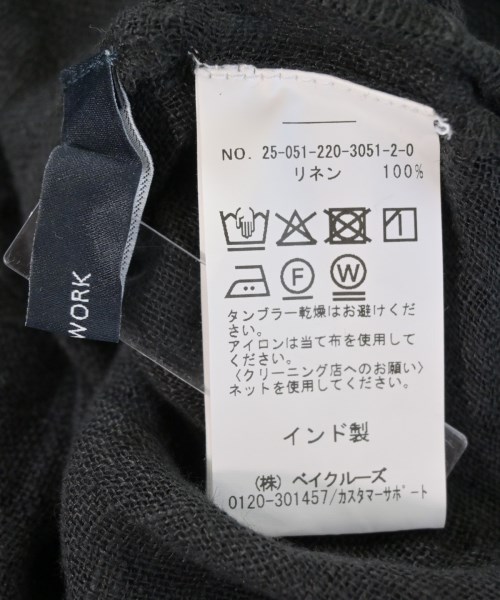 WORK
NO. 25-051-220-3051-2-0
リネン 100%
F W
タンブラー乾燥はお避けくださ
い。
アイロンは当て布を使用して
ください。
〈クリーニング店へのお願い〉
ネットを使用してください。
インド製
(株) ベイクルーズ
0120-301457/カスタマーサポート